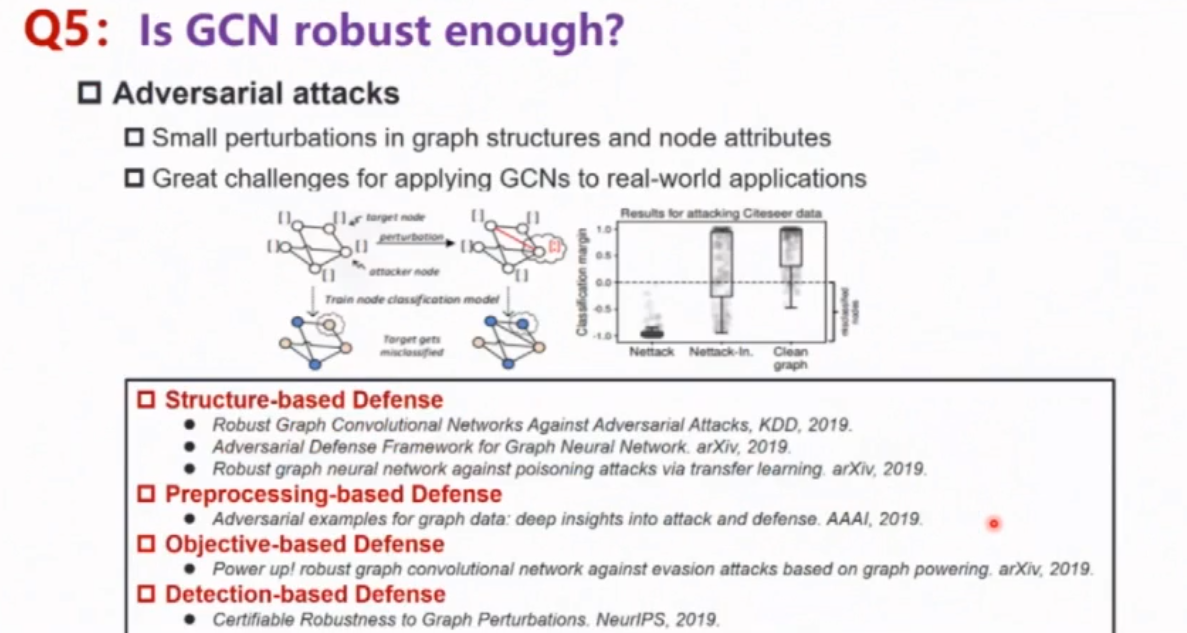 Q5: Is GCN robust enough?
Adversarial attacks
Small perturbations in graph structures and node attributes
Great challenges for applying GCNs to real-world applications
[ ] [ ] target node
perturbation
[ ] [ ]
attacker node
[ ]
Train node classification model
Target gets
misclassified
[ ] [ ]
[ ] [:]
[ ]
Results for attacking Citeseer data
Classification margin
1.0
0.5
0.0
-0.5
-1.0
Nettack Nettack-In. Clean
graph
misclassified
nodes
Structure-based Defense
● Robust Graph Convolutional Networks Against Adversarial Attacks, KDD, 2019.
● Adversarial Defense Framework for Graph Neural Network. arXiv, 2019.
● Robust graph neural network against poisoning attacks via transfer learning. arXiv, 2019.
Preprocessing-based Defense
● Adversarial examples for graph data: deep insights into attack and defense. AAAI, 2019.
Objective-based Defense
● Power up! robust graph convolutional network against evasion attacks based on graph powering. arXiv, 2019.
Detection-based Defense
● Certifiable Robustness to Graph Perturbations. NeurIPS, 2019.